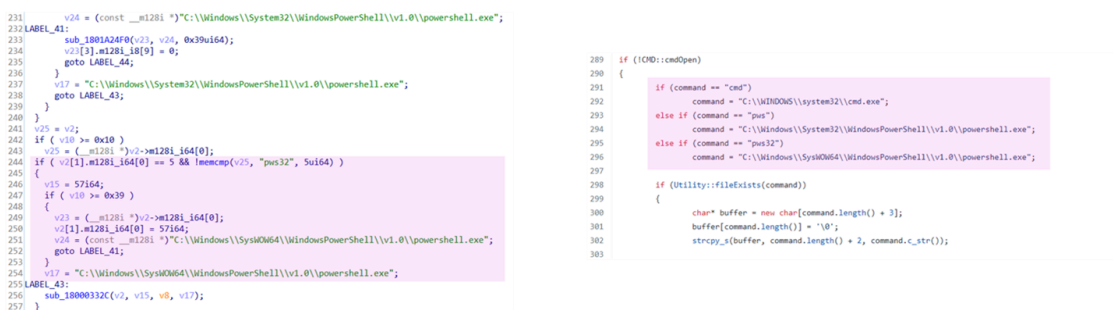 231 v24 = (const __m128i *)"C:\\Windows\\System32\\WindowsPowerShell\\v1.0\\powershell.exe";
232 LABEL_41:
233 sub_1801A24F0(v23, v24, 0x39ui64);
234 v23[3].m128i_i8[9] = 0;
235 goto LABEL_44;
236 }
237 v17 = "C:\\Windows\\System32\\WindowsPowerShell\\v1.0\\powershell.exe";
238 goto LABEL_43;
239 }
240 }
241 v25 = v2;
242 if ( v10 >= 0x10 )
243 v25 = (__m128i *)v2->m128i_i64[0];
244 if ( v2[1].m128i_i64[0] == 5 && !memcmp(v25, "pws32", 5ui64) )
245 {
246 v15 = 57i64;
247 if ( v10 >= 0x39 )
248 {
249 v23 = (__m128i *)v2->m128i_i64[0];
250 v2[1].m128i_i64[0] = 57i64;
251 v24 = (const __m128i *)"C:\\Windows\\SysWOW64\\WindowsPowerShell\\v1.0\\powershell.exe";
252 goto LABEL_41;
253 }
254 v17 = "C:\\Windows\\SysWOW64\\WindowsPowerShell\\v1.0\\powershell.exe";
255 LABEL_43:
256 sub_18000332C(v2, v15, v8, v17);
257 }
289 if (!CMD::cmdOpen)
290 {
291 if (command == "cmd")
292 command = "C:\\WINDOWS\\system32\\cmd.exe";
293 else if (command == "pws")
294 command = "C:\\Windows\\System32\\WindowsPowerShell\\v1.0\\powershell.exe";
295 else if (command == "pws32")
296 command = "C:\\Windows\\SysWOW64\\WindowsPowerShell\\v1.0\\powershell.exe";
297
298 if (Utility::fileExists(command))
299 {
300 char* buffer = new char[command.length() + 3];
301 buffer[command.length()] = '\0';
302 strcpy_s(buffer, command.length() + 2, command.c_str());
303